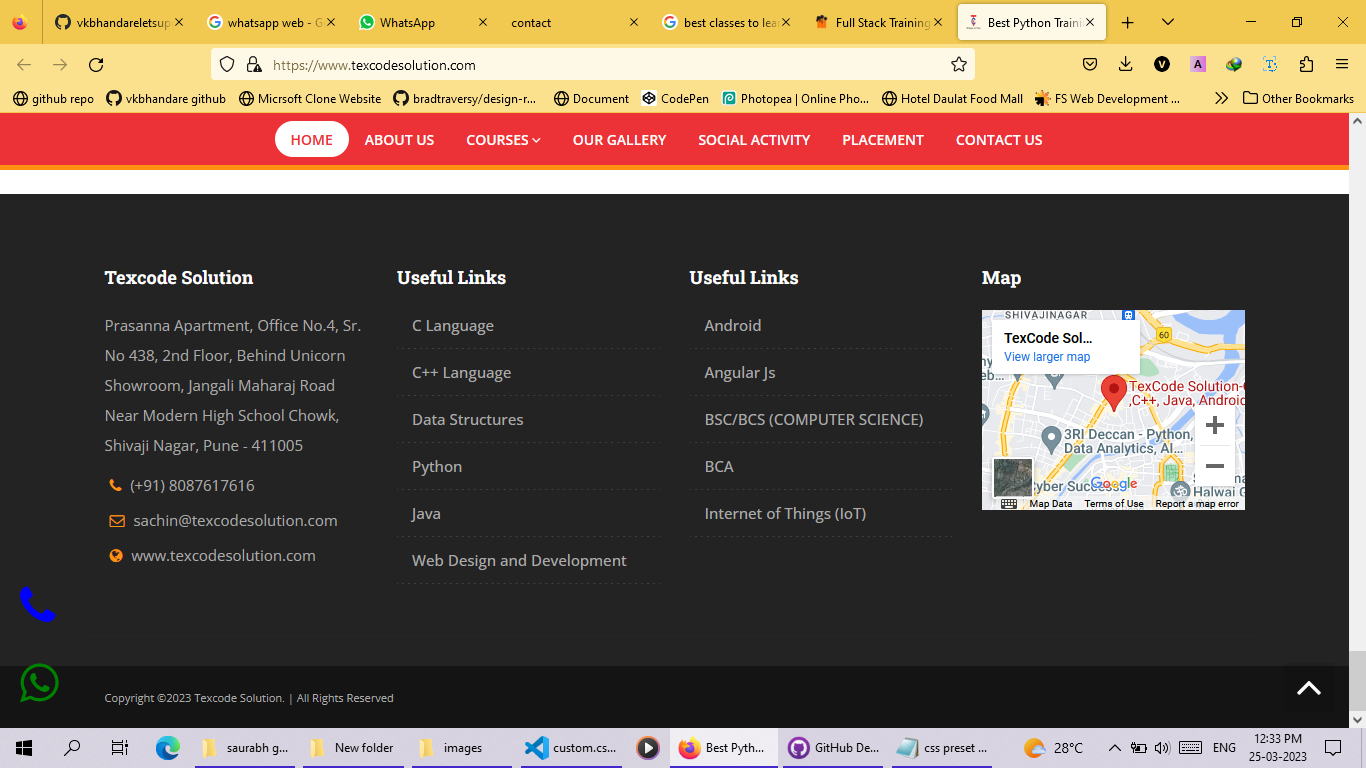 vkbhandareletsup
whatsapp web - G
WhatsApp
contact
best classes to lea
Full Stack Training
Best Python Traini
https://www.texcodesolution.com
github repo
vkbhandare github
Micrsoft Clone Website
bradtraversy/design-r...
Document
CodePen
Photopea | Online Pho...
Hotel Daulat Food Mall
FS Web Development ...
Other Bookmarks
HOME ABOUT US COURSES OUR GALLERY SOCIAL ACTIVITY PLACEMENT CONTACT US
Texcode Solution
Prasanna Apartment, Office No.4, Sr.
No 438, 2nd Floor, Behind Unicorn
Showroom, Jangali Maharaj Road
Near Modern High School Chowk,
Shivaji Nagar, Pune - 411005
(+91) 8087617616
sachin@texcodesolution.com
www.texcodesolution.com
Useful Links
C Language
C++ Language
Data Structures
Python
Java
Web Design and Development
Useful Links
Android
Angular Js
BSC/BCS (COMPUTER SCIENCE)
BCA
Internet of Things (IoT)
Map
SHIVAJINAGAR
60
TexCode Sol...
View larger map
TexCode Solution-
,C++, Java, Android
3RI Deccan - Python,
Data Analytics, AI...
Google
Halwai G
Map Data Terms of Use Report a map error
Copyright ©2023 Texcode Solution. | All Rights Reserved
saurabh g...
New folder
images
custom.cs...
Best Pyth...
GitHub De...
css preset ...
28°C
ENG
12:33 PM
25-03-2023